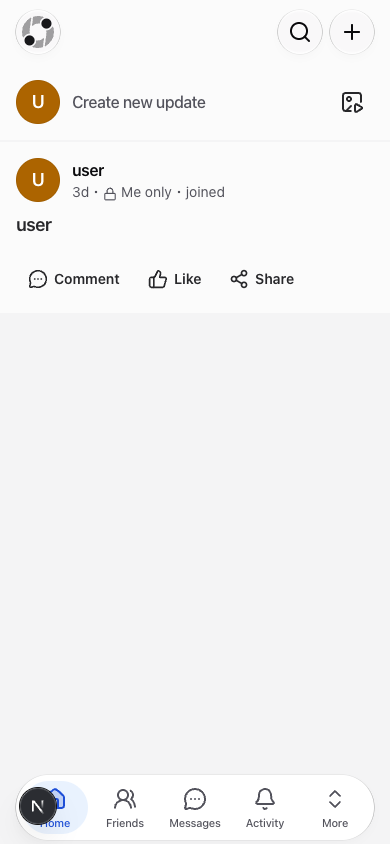 U Create new update
U user
3d · Me only · joined
user
Comment Like Share
N
Home Friends Messages Activity More